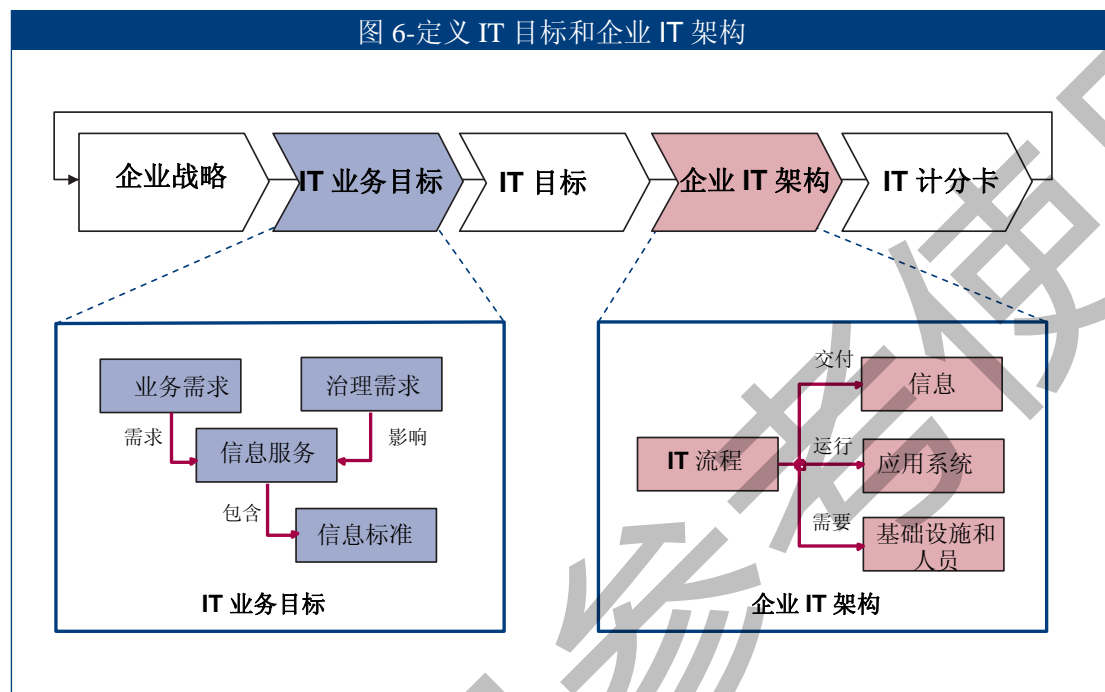 图 6-定义 IT 目标和企业 IT 架构
企业战略
IT 业务目标
IT 目标
企业 IT 架构
IT 计分卡
业务需求
治理需求
需求
信息服务
影响
包含
信息标准
IT 业务目标
交付
信息
IT 流程
运行
应用系统
需要
基础设施和
人员
企业 IT 架构
参考使